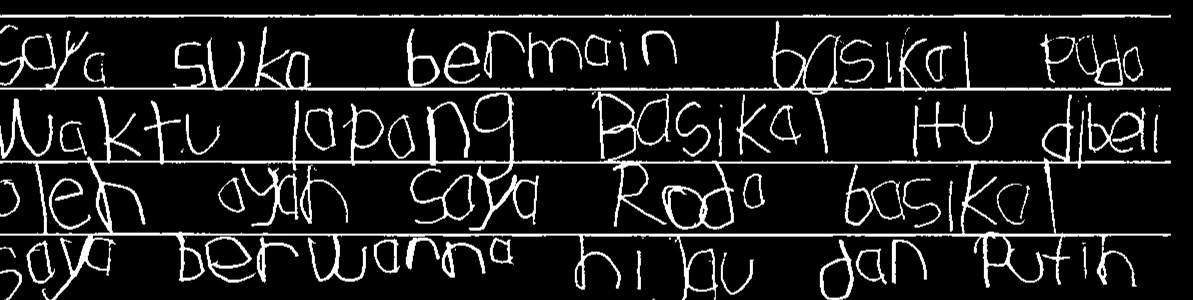 saya suka bermain basikal pada
Waktu lapang Basikal itu dibeli
oleh ayah saya Roda basikal
saya berwanna hijau dan Putih